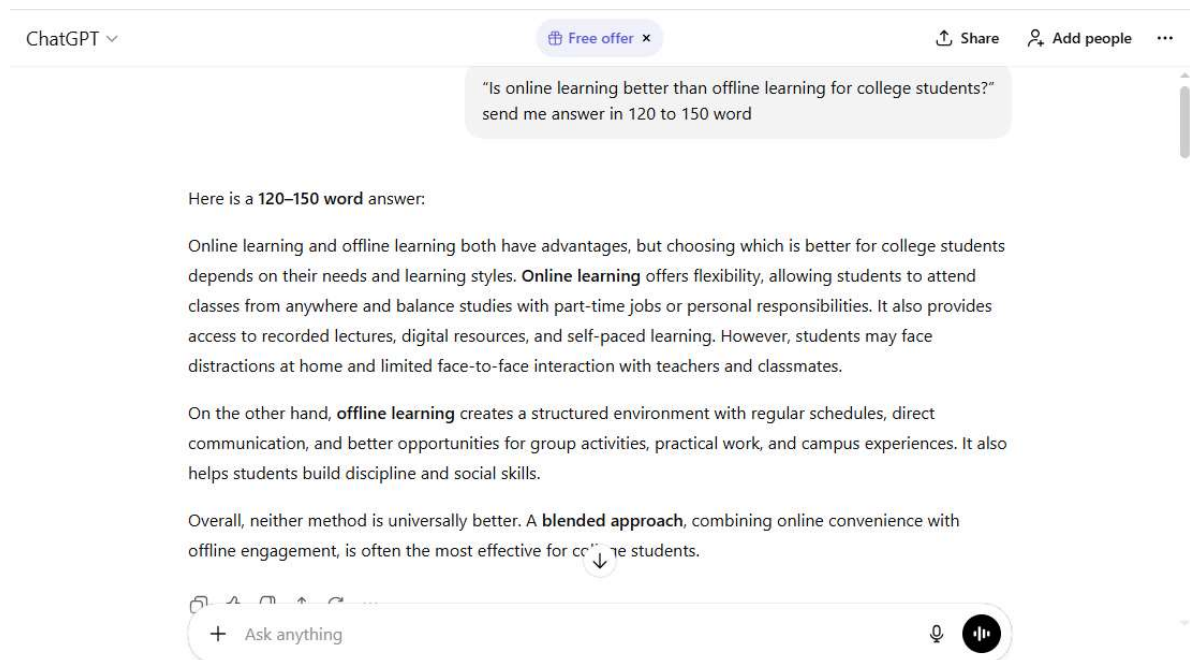 ChatGPT
Free offer ×
Share
Add people
“Is online learning better than offline learning for college students?”
send me answer in 120 to 150 word
Here is a 120–150 word answer:
Online learning and offline learning both have advantages, but choosing which is better for college students
depends on their needs and learning styles. Online learning offers flexibility, allowing students to attend
classes from anywhere and balance studies with part-time jobs or personal responsibilities. It also provides
access to recorded lectures, digital resources, and self-paced learning. However, students may face
distractions at home and limited face-to-face interaction with teachers and classmates.
On the other hand, offline learning creates a structured environment with regular schedules, direct
communication, and better opportunities for group activities, practical work, and campus experiences. It also
helps students build discipline and social skills.
Overall, neither method is universally better. A blended approach, combining online convenience with
offline engagement, is often the most effective for college students.
Ask anything